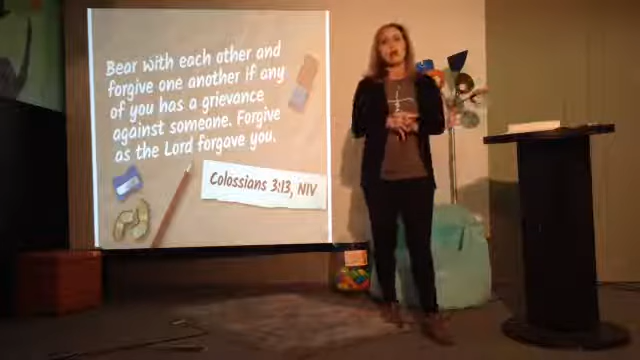 Bear with each other and
forgive one another if any
of you has a grievance
against someone. Forgive
as the Lord forgave you.
Colossians 3:13, NIV